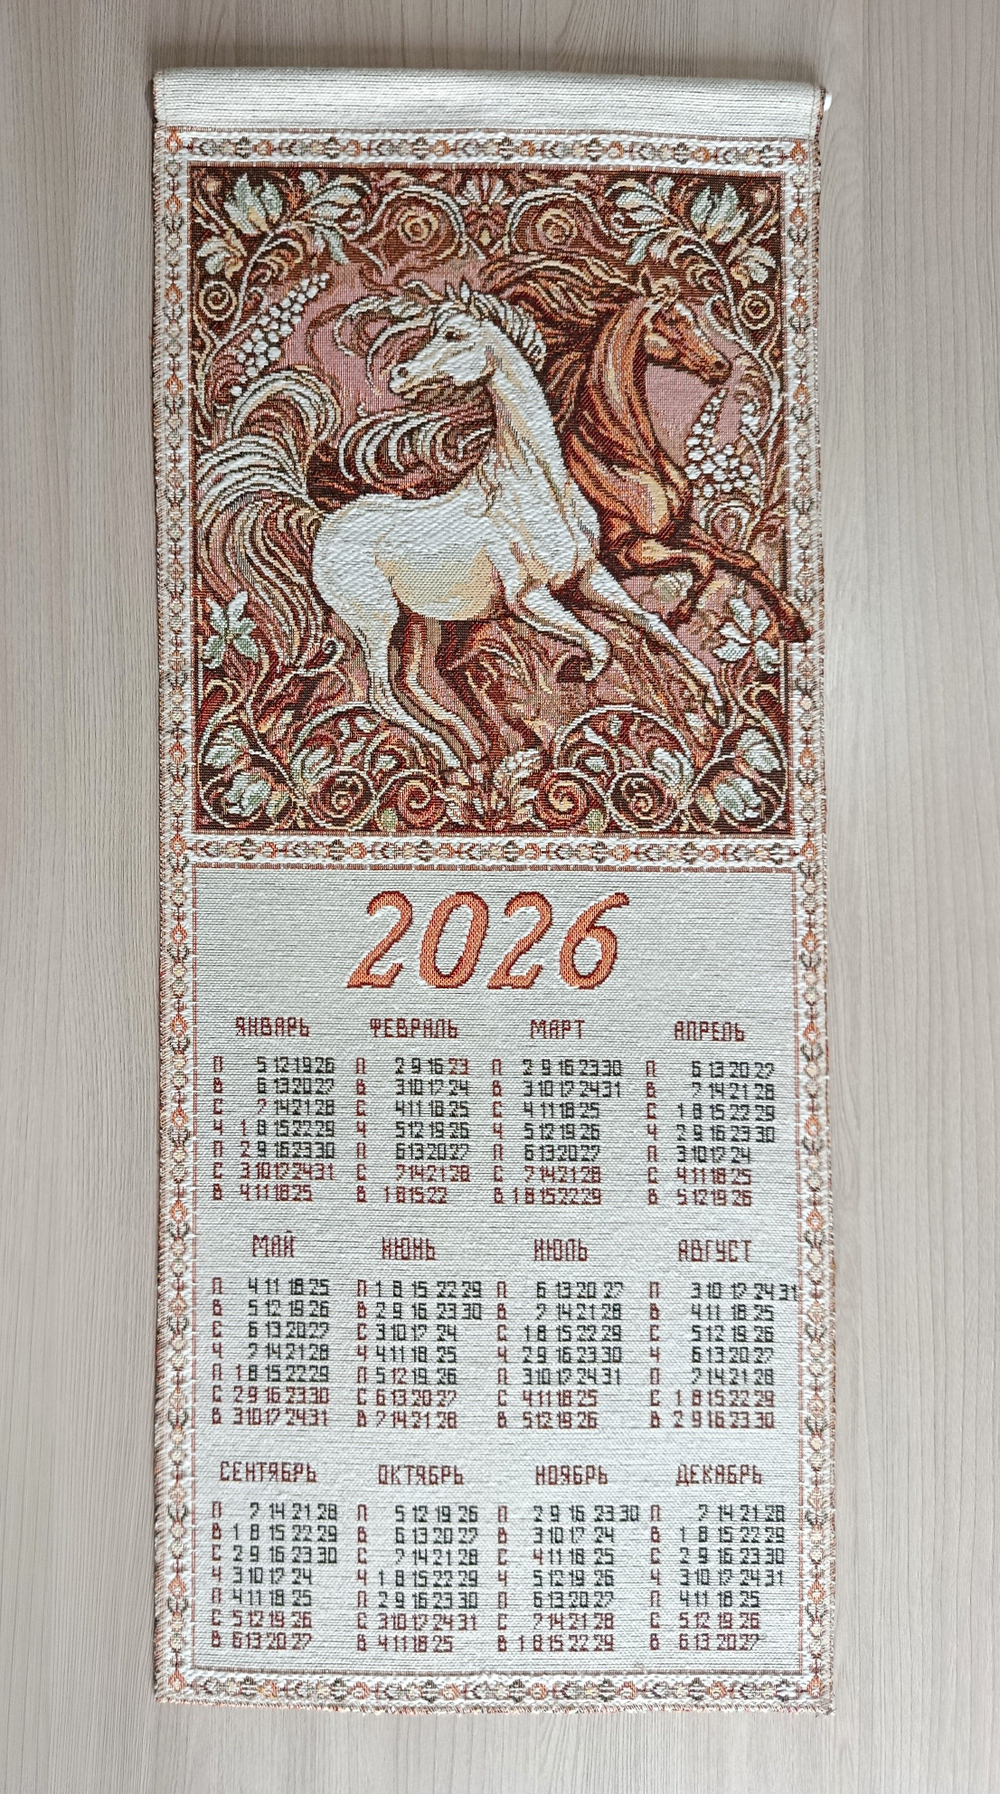 2026
ЯНВАРЬ ФЕВРАЛЬ МАРТ АПРЕЛЬ
П 5 12 19 26 П 2 9 16 23 П 2 9 16 23 30 П 6 13 20 27
В 6 13 20 27 В 3 10 17 24 В 3 10 17 24 31 В 7 14 21 28
С 7 14 21 28 С 4 11 18 25 С 4 11 18 25 С 1 8 15 22 29
Ч 1 8 15 22 29 Ч 5 12 19 26 Ч 5 12 19 26 Ч 2 9 16 23 30
П 2 9 16 23 30 П 6 13 20 27 П 6 13 20 27 П 3 10 17 24
С 3 10 17 24 31 С 7 14 21 28 С 7 14 21 28 С 4 11 18 25
В 4 11 18 25 В 1 8 15 22 В 1 8 15 22 29 В 5 12 19 26
МАЙ ИЮНЬ ИЮЛЬ АВГУСТ
П 4 11 18 25 П 1 8 15 22 29 П 6 13 20 27 П 3 10 17 24 31
В 5 12 19 26 В 2 9 16 23 30 В 7 14 21 28 В 4 11 18 25
С 6 13 20 27 С 3 10 17 24 С 1 8 15 22 29 С 5 12 19 26
Ч 7 14 21 28 Ч 4 11 18 25 Ч 2 9 16 23 30 Ч 6 13 20 27
П 1 8 15 22 29 П 5 12 19 26 П 3 10 17 24 31 П 7 14 21 28
С 2 9 16 23 30 С 6 13 20 27 С 4 11 18 25 С 1 8 15 22 29
В 3 10 17 24 31 В 7 14 21 28 В 5 12 19 26 В 2 9 16 23 30
СЕНТЯБРЬ ОКТЯБРЬ НОЯБРЬ ДЕКАБРЬ
П 7 14 21 28 П 5 12 19 26 П 2 9 16 23 30 П 7 14 21 28
В 1 8 15 22 29 В 6 13 20 27 В 3 10 17 24 В 1 8 15 22 29
С 2 9 16 23 30 С 7 14 21 28 С 4 11 18 25 С 2 9 16 23 30
Ч 3 10 17 24 Ч 1 8 15 22 29 Ч 5 12 19 26 Ч 3 10 17 24 31
П 4 11 18 25 П 2 9 16 23 30 П 6 13 20 27 П 4 11 18 25
С 5 12 19 26 С 3 10 17 24 31 С 7 14 21 28 С 5 12 19 26
В 6 13 20 27 В 4 11 18 25 В 1 8 15 22 29 В 6 13 20 27